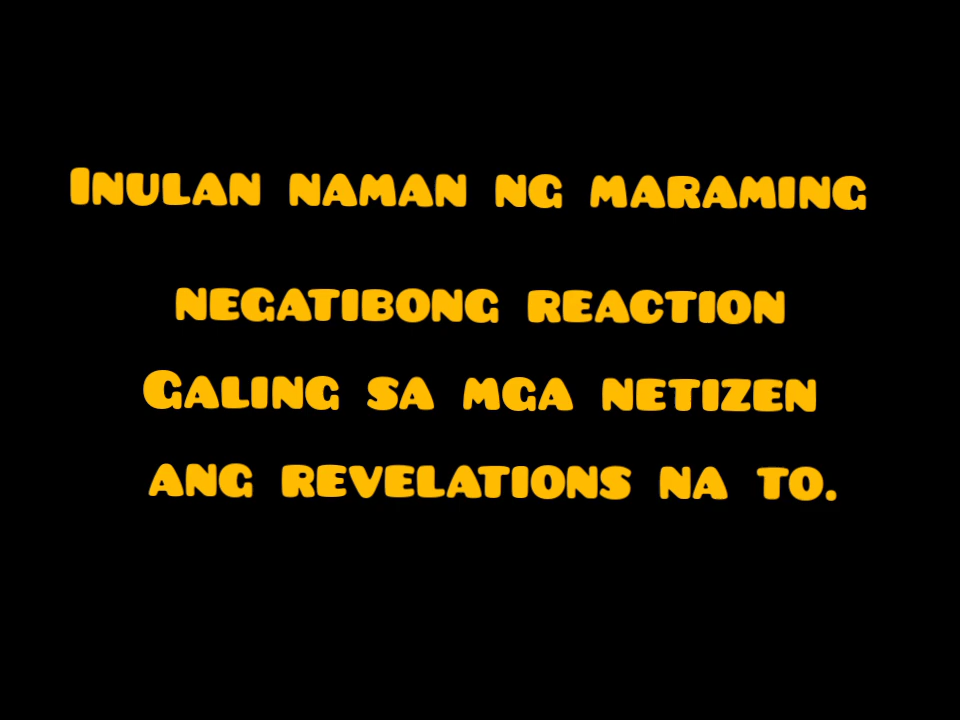 Inulan naman ng maraming
negatibong reaction
Galing sa mga netizen
ang revelations na to.